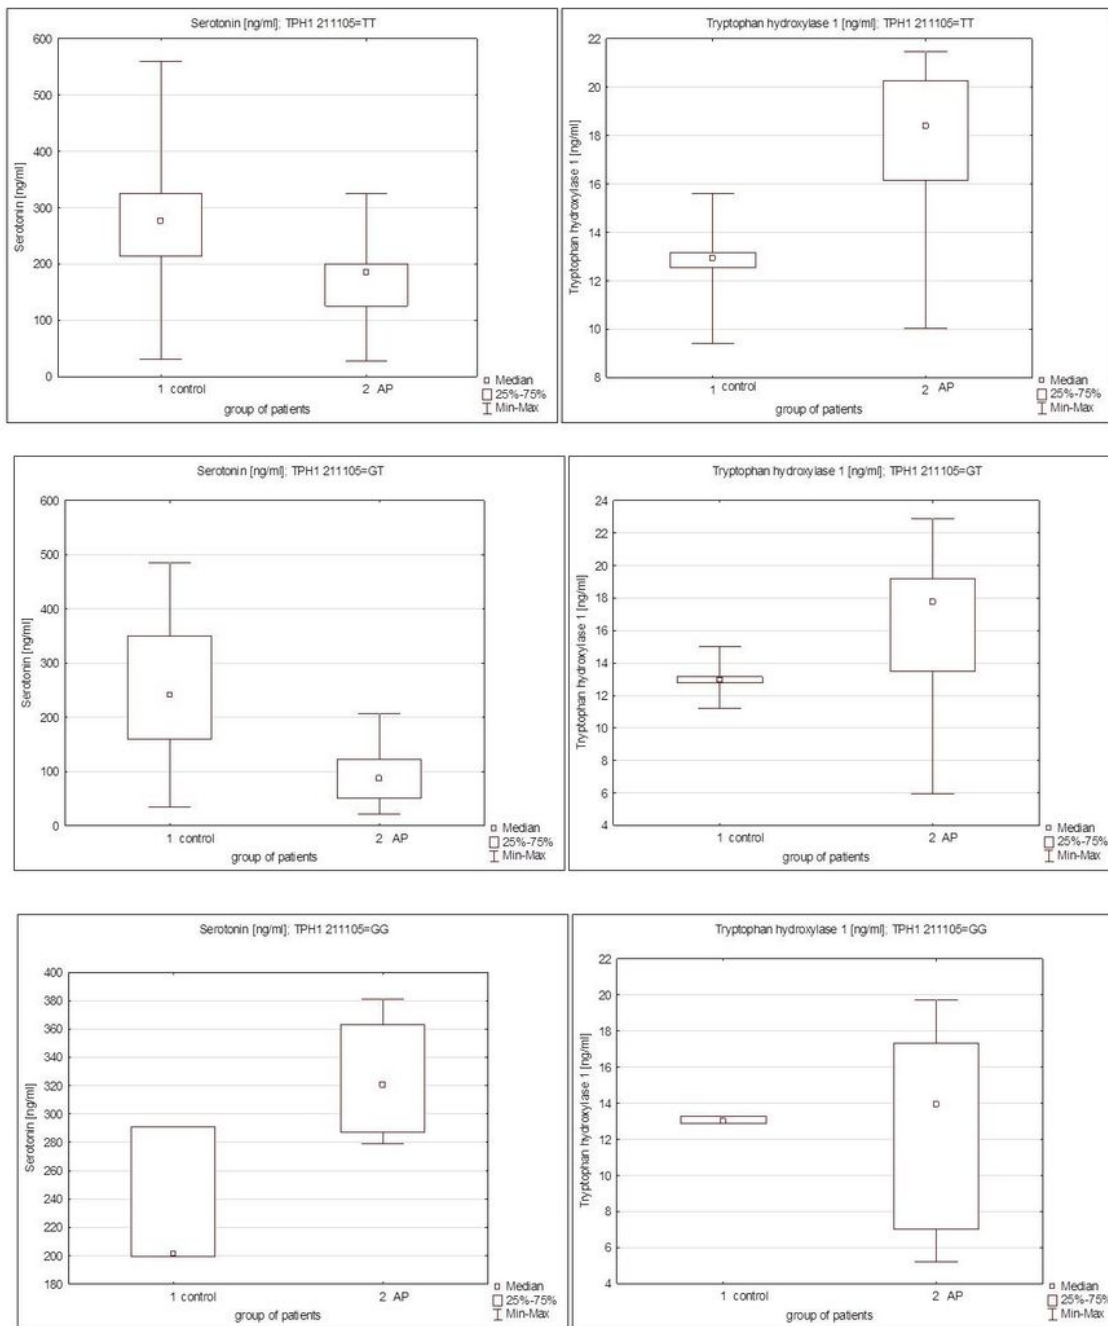 Serotonin [ng/ml]; TPH1 211105=TT
Serotonin [ng/ml]
600
500
400
300
200
100
0
1 control
2 AP
group of patients
Median
25%-75%
Min-Max
Tryptophan hydroxylase 1 [ng/ml]; TPH1 211105=TT
Tryptophan hydroxylase 1 [ng/ml]
22
20
18
16
14
12
10
8
1 control
2 AP
group of patients
Median
25%-75%
Min-Max
Serotonin [ng/ml]; TPH1 211105=GT
Serotonin [ng/ml]
600
500
400
300
200
100
0
1 control
2 AP
group of patients
Median
25%-75%
Min-Max
Tryptophan hydroxylase 1 [ng/ml]; TPH1 211105=GT
Tryptophan hydroxylase 1 [ng/ml]
24
22
20
18
16
14
12
10
8
6
4
1 control
2 AP
group of patients
Median
25%-75%
Min-Max
Serotonin [ng/ml]; TPH1 211105=GG
Serotonin [ng/ml]
400
380
360
340
320
300
280
260
240
220
200
180
1 control
2 AP
group of patients
Median
25%-75%
Min-Max
Tryptophan hydroxylase 1 [ng/ml]; TPH1 211105=GG
Tryptophan hydroxylase 1 [ng/ml]
22
20
18
16
14
12
10
8
6
4
1 control
2 AP
group of patients
Median
25%-75%
Min-Max